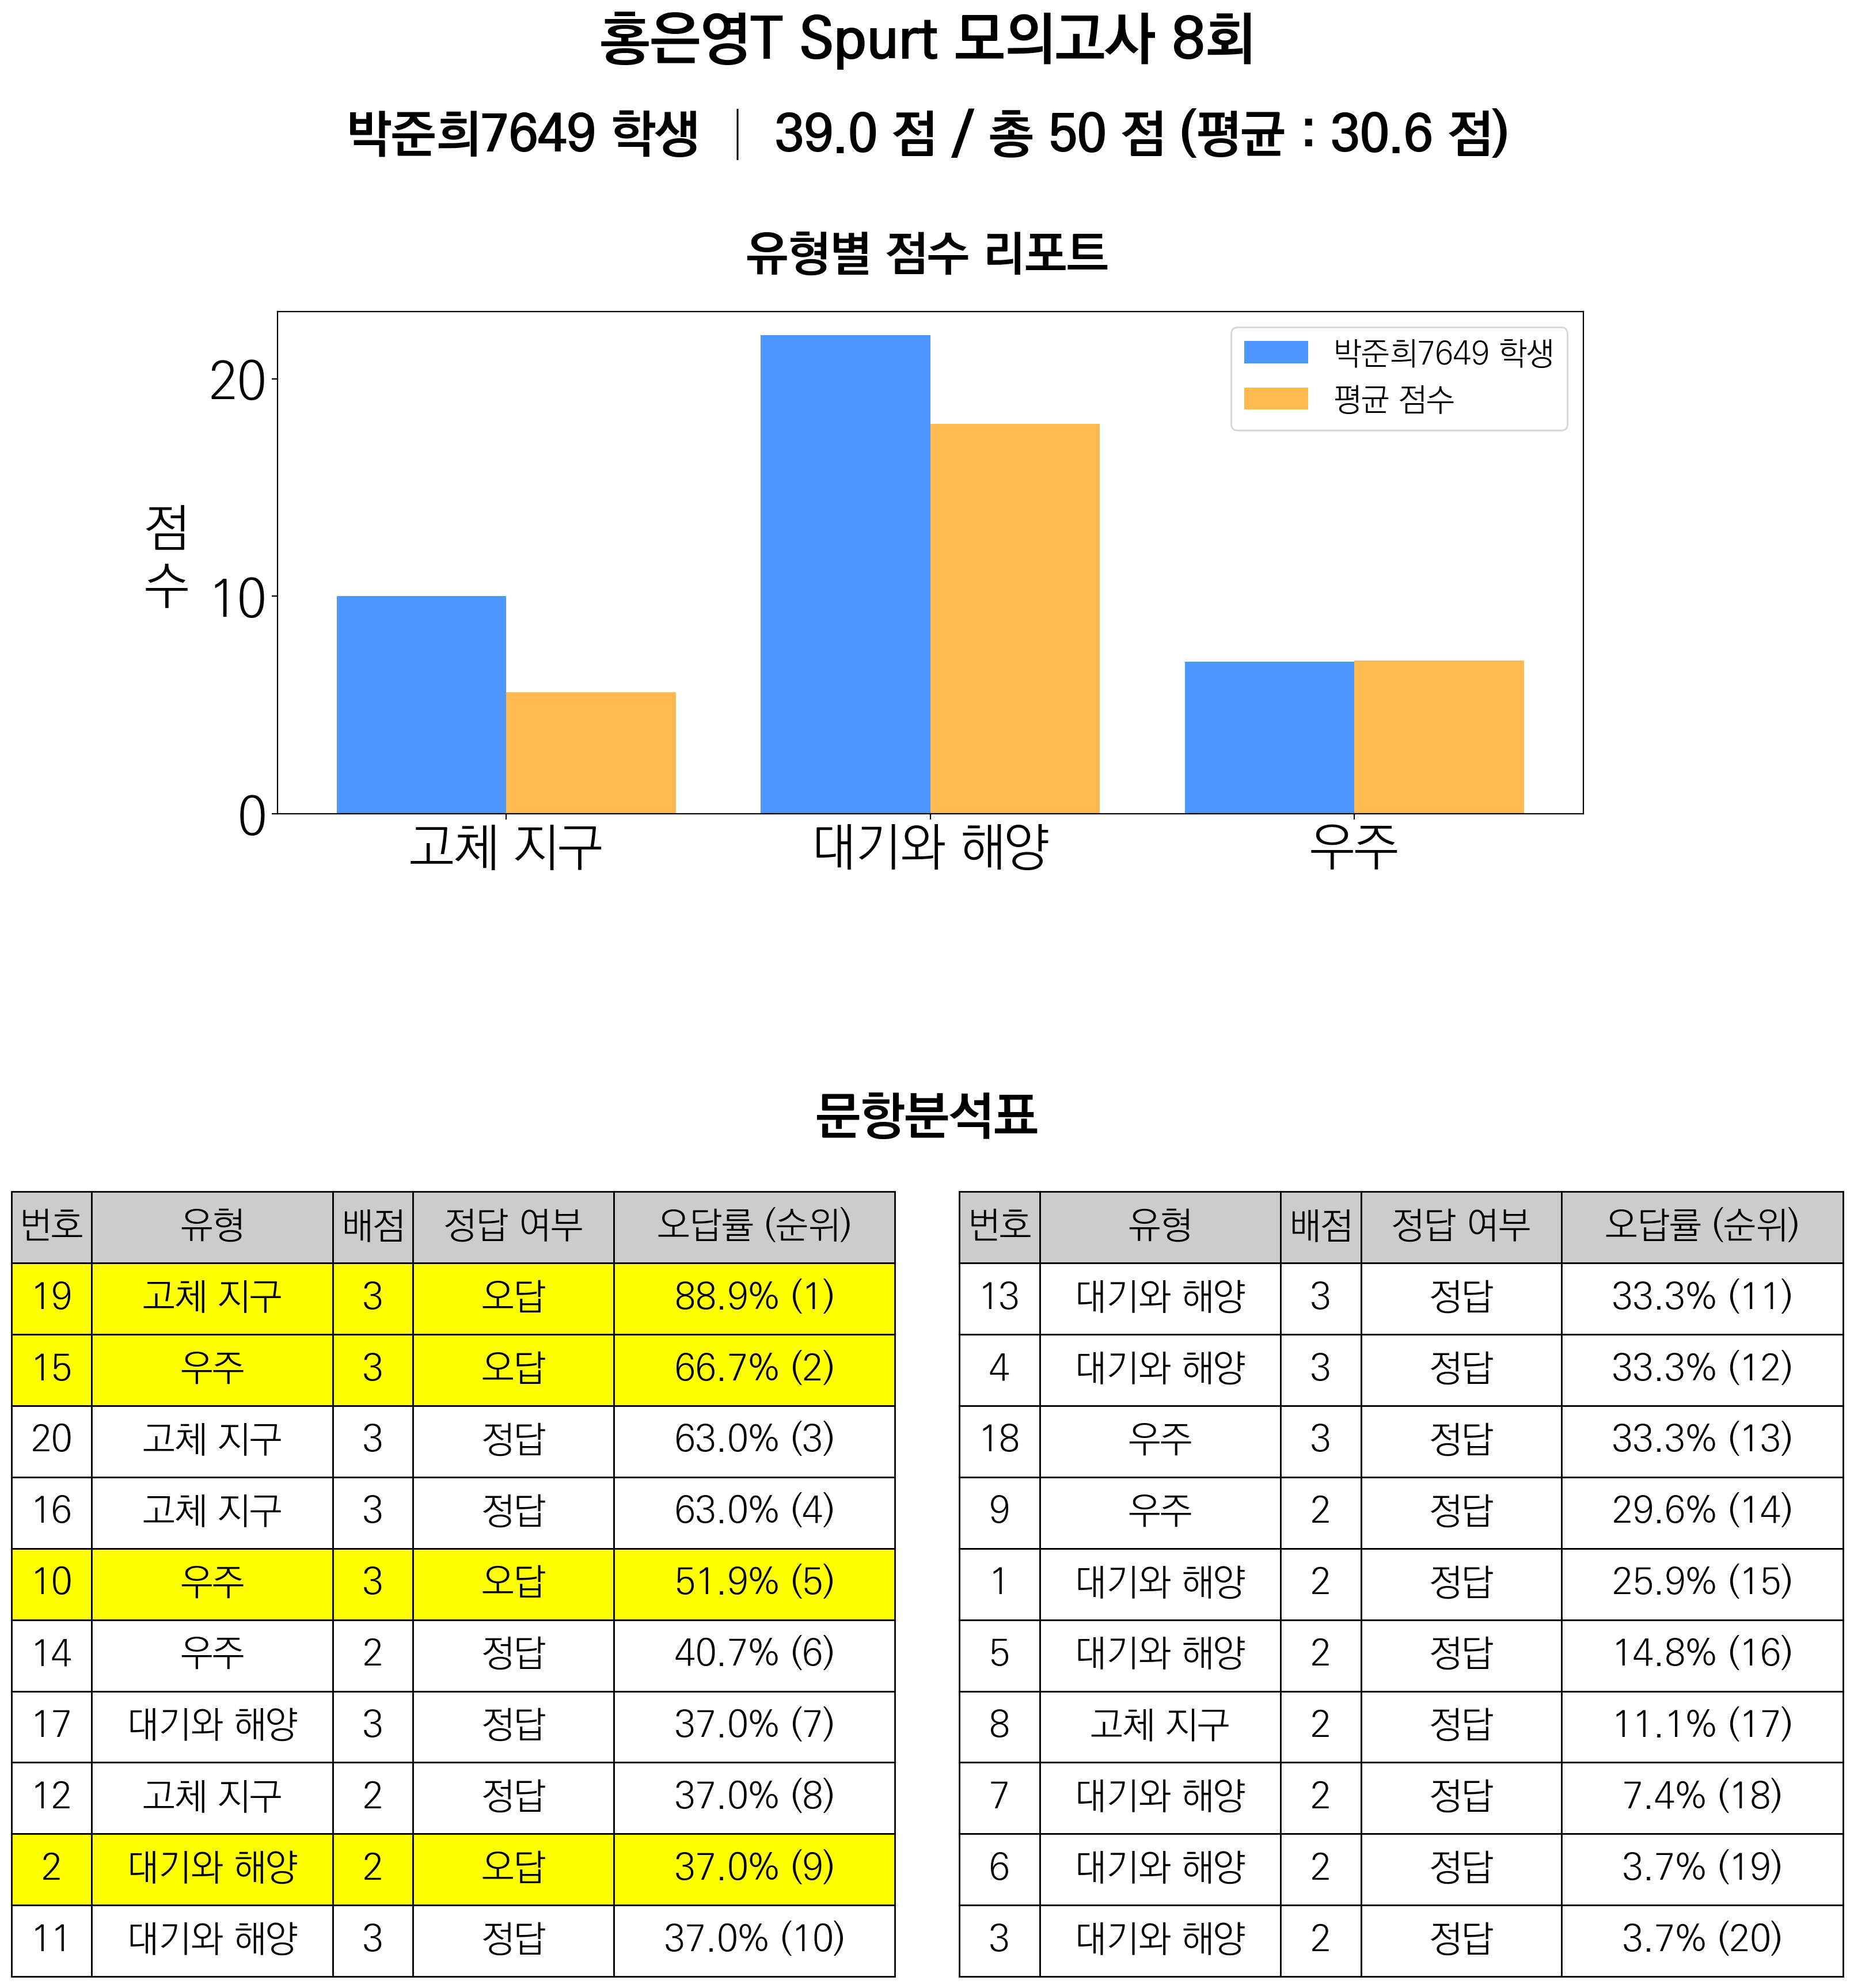 홍은영T Spurt 모의고사 8회
박준희7649 학생 | 39.0 점 / 총 50 점 (평균 : 30.6 점)
유형별 점수 리포트
점수
20
10
0
박준희7649 학생
평균 점수
고체 지구 대기와 해양 우주
문항분석표
번호 유형 배점 정답 여부 오답률 (순위)
19 고체 지구 3 오답 88.9% (1)
15 우주 3 오답 66.7% (2)
20 고체 지구 3 정답 63.0% (3)
16 고체 지구 3 정답 63.0% (4)
10 우주 3 오답 51.9% (5)
14 우주 2 정답 40.7% (6)
17 대기와 해양 3 정답 37.0% (7)
12 고체 지구 2 정답 37.0% (8)
2 대기와 해양 2 오답 37.0% (9)
11 대기와 해양 3 정답 37.0% (10)
번호 유형 배점 정답 여부 오답률 (순위)
13 대기와 해양 3 정답 33.3% (11)
4 대기와 해양 3 정답 33.3% (12)
18 우주 3 정답 33.3% (13)
9 우주 2 정답 29.6% (14)
1 대기와 해양 2 정답 25.9% (15)
5 대기와 해양 2 정답 14.8% (16)
8 고체 지구 2 정답 11.1% (17)
7 대기와 해양 2 정답 7.4% (18)
6 대기와 해양 2 정답 3.7% (19)
3 대기와 해양 2 정답 3.7% (20)